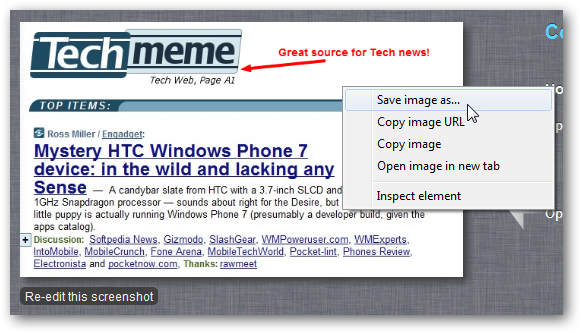 Techmeme
Great source for Tech news!
Tech Web, Page A1
TOP ITEMS:
Ross Miller / Engadget:
Mystery HTC Windows Phone 7
device: in the wild and lacking any
Sense — A candybar slate from HTC with a 3.7-inch SLCD and
1GHz Snapdragon processor — sounds about right for the Desire, but
little puppy is actually running Windows Phone 7 (presumably a developer build, given the
apps catalog).
+ Discussion: Softpedia News, Gizmodo, SlashGear, WMPoweruser.com, WMExperts,
IntoMobile, MobileCrunch, Fone Arena, MobileTechWorld, Pocket-lint, Phones Review,
Electronista and pocketnow.com, Thanks: rawmeet
Save image as...
Copy image URL
Copy image
Open image in new tab
Inspect element
Re-edit this screenshot